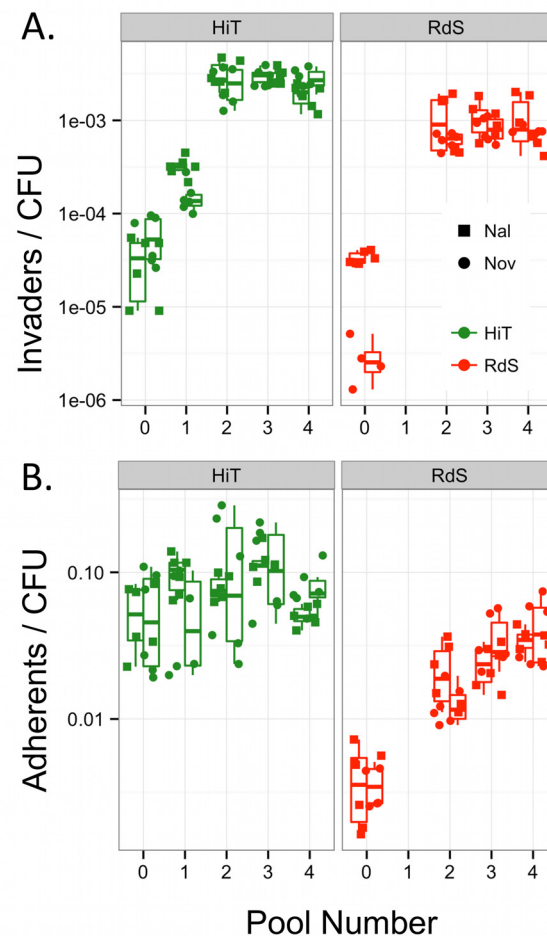 A.
HiT RdS
Invaders / CFU
1e-03
1e-04
1e-05
1e-06
Nal
Nov
HiT
RdS
0 1 2 3 4 0 1 2 3 4
B.
HiT RdS
Adherents / CFU
0.10
0.01
0 1 2 3 4 0 1 2 3 4
Pool Number